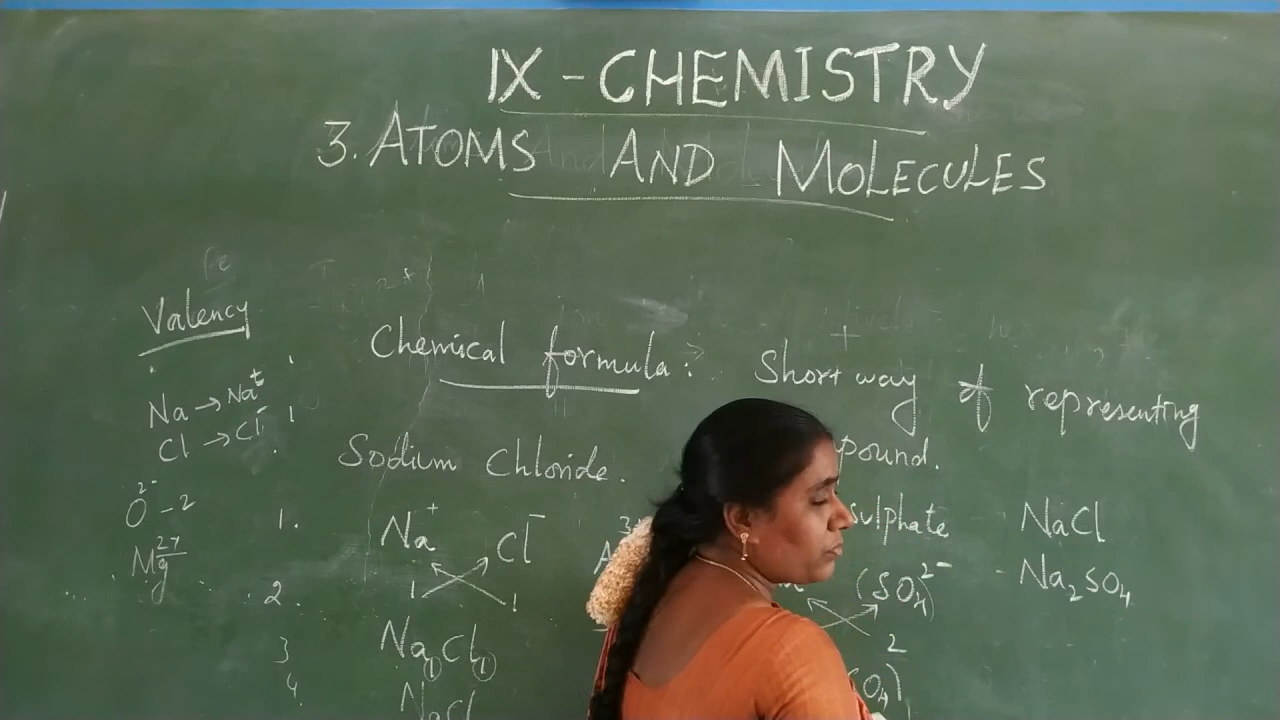 IX - CHEMISTRY
3. ATOMS AND MOLECULES
Valency
Chemical formula: Short way of representing
pound.
Na → Na⁺
Cl → Cl⁻ 1
Sodium Chloride.
O²⁻ - 2
Mg²⁺
1. Na⁺ Cl⁻
sulphate NaCl
(SO₄)²⁻ - Na₂SO₄
1 1
2.
2
3
Na₁Cl₁
4
NaCl